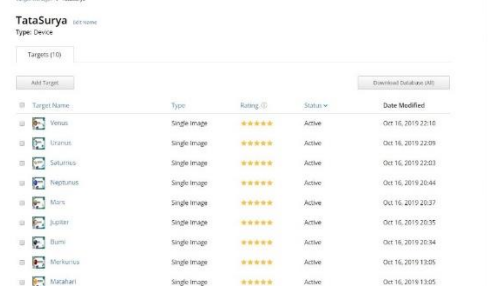 TataSurya Edit Name
Type: Device
Targets (10)
Add Target
Download Database (All)
Target Name Type Rating Status Date Modified
Venus Single Image Active Oct 16, 2019 22:10
Uranus Single Image Active Oct 16, 2019 22:09
Saturnus Single Image Active Oct 16, 2019 22:03
Neptunus Single Image Active Oct 16, 2019 20:44
Mars Single Image Active Oct 16, 2019 20:37
Jupiter Single Image Active Oct 16, 2019 20:35
Bumi Single Image Active Oct 16, 2019 20:34
Merkurius Single Image Active Oct 16, 2019 13:05
Matahari Single Image Active Oct 16, 2019 13:05